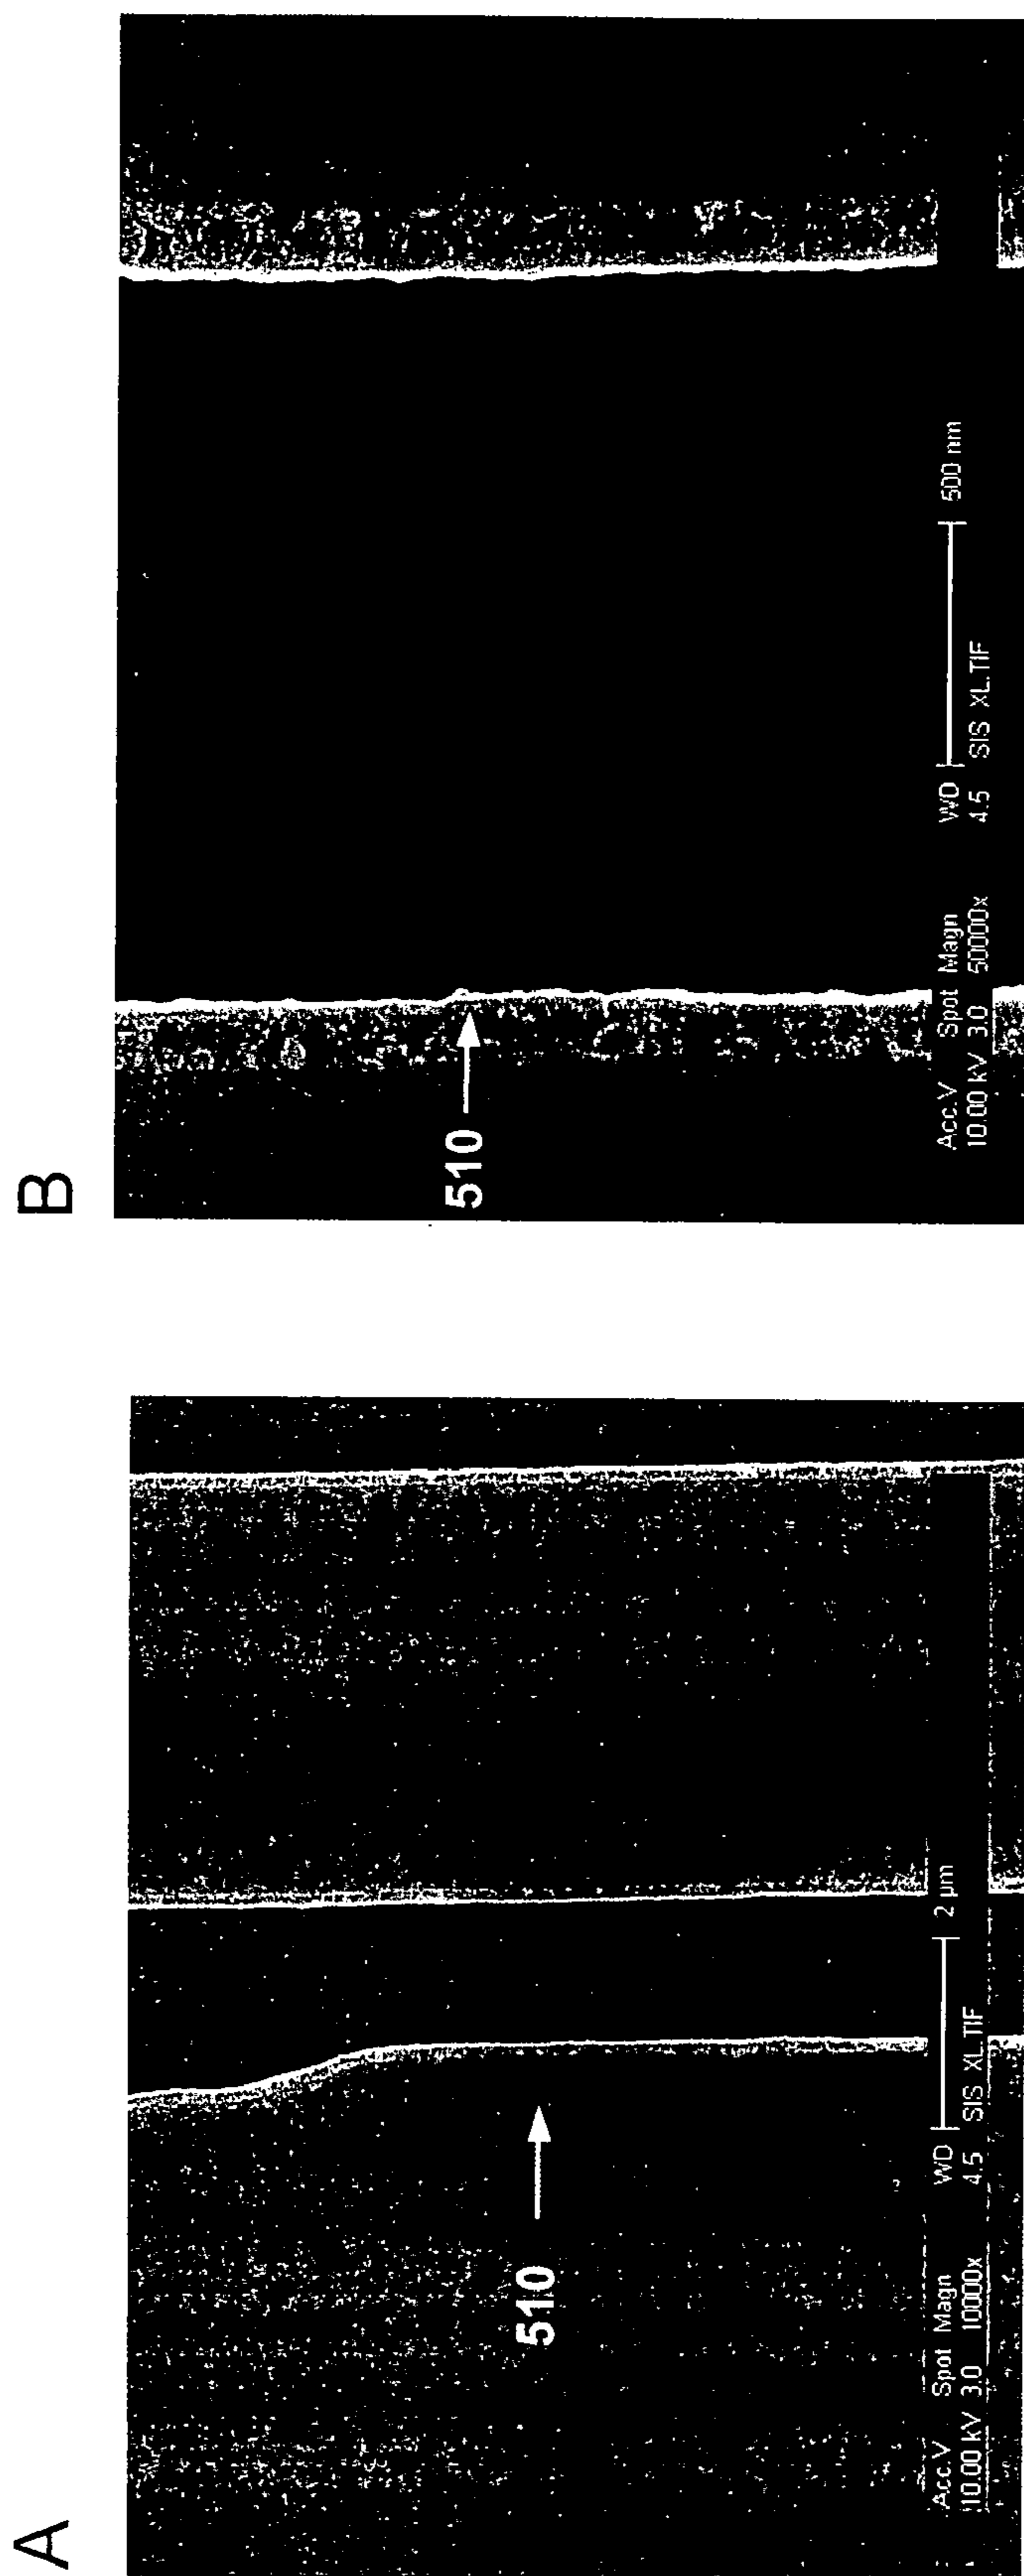 A
510
Acc.V Spot Magn WD 2 µm
10.00 kV 3.0 10000x 4.5 SIS XL.TIF
B
510
Acc.V Spot Magn WD 500 nm
10.00 kV 3.0 50000x 4.5 SIS XL.TIF